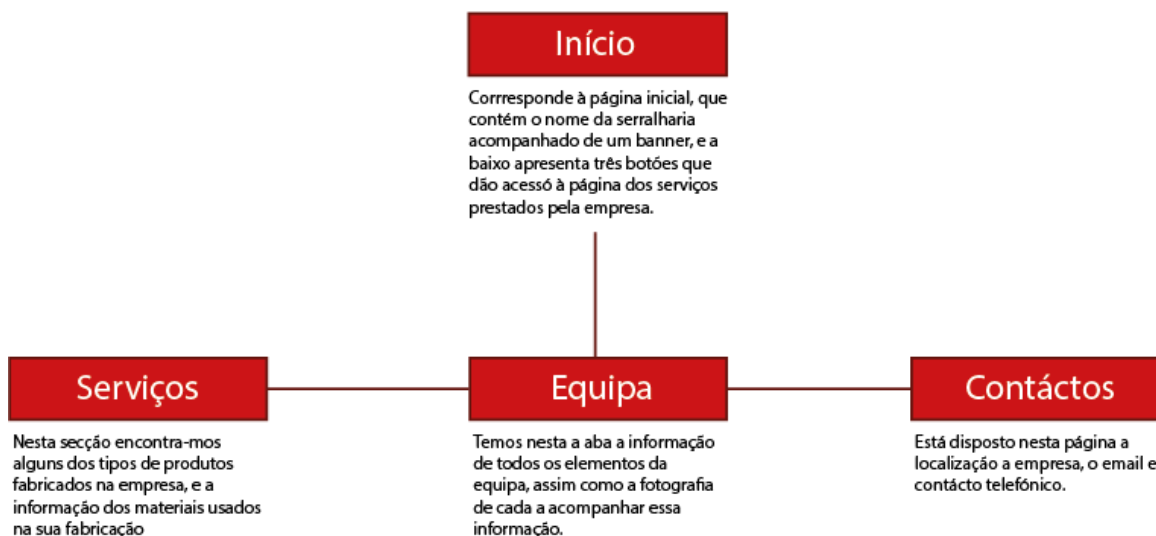 Início
Corrresponde à página inicial, que
contém o nome da serralharia
acompanhado de um banner, e a
baixo apresenta três botões que
dão acessó à página dos serviços
prestados pela empresa.
Serviços
Nesta secção encontra-mos
alguns dos tipos de produtos
fabricados na empresa, e a
informação dos materiais usados
na sua fabricação
Equipa
Temos nesta a aba a informação
de todos os elementos da
equipa, assim como a fotografia
de cada a acompanhar essa
informação.
Contáctos
Está disposto nesta página a
localização a empresa, o email e
contácto telefónico.